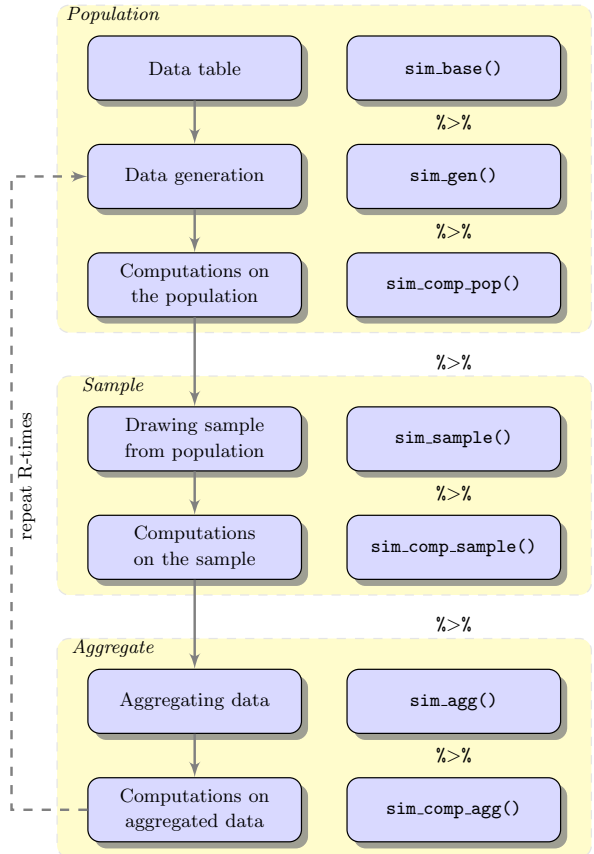 Population
Data table
sim_base()
%>%
Data generation
sim_gen()
%>%
Computations on
the population
sim_comp_pop()
%>%
Sample
Drawing sample
from population
sim_sample()
%>%
Computations
on the sample
sim_comp_sample()
%>%
Aggregate
Aggregating data
sim_agg()
%>%
Computations on
aggregated data
sim_comp_agg()
repeat R-times